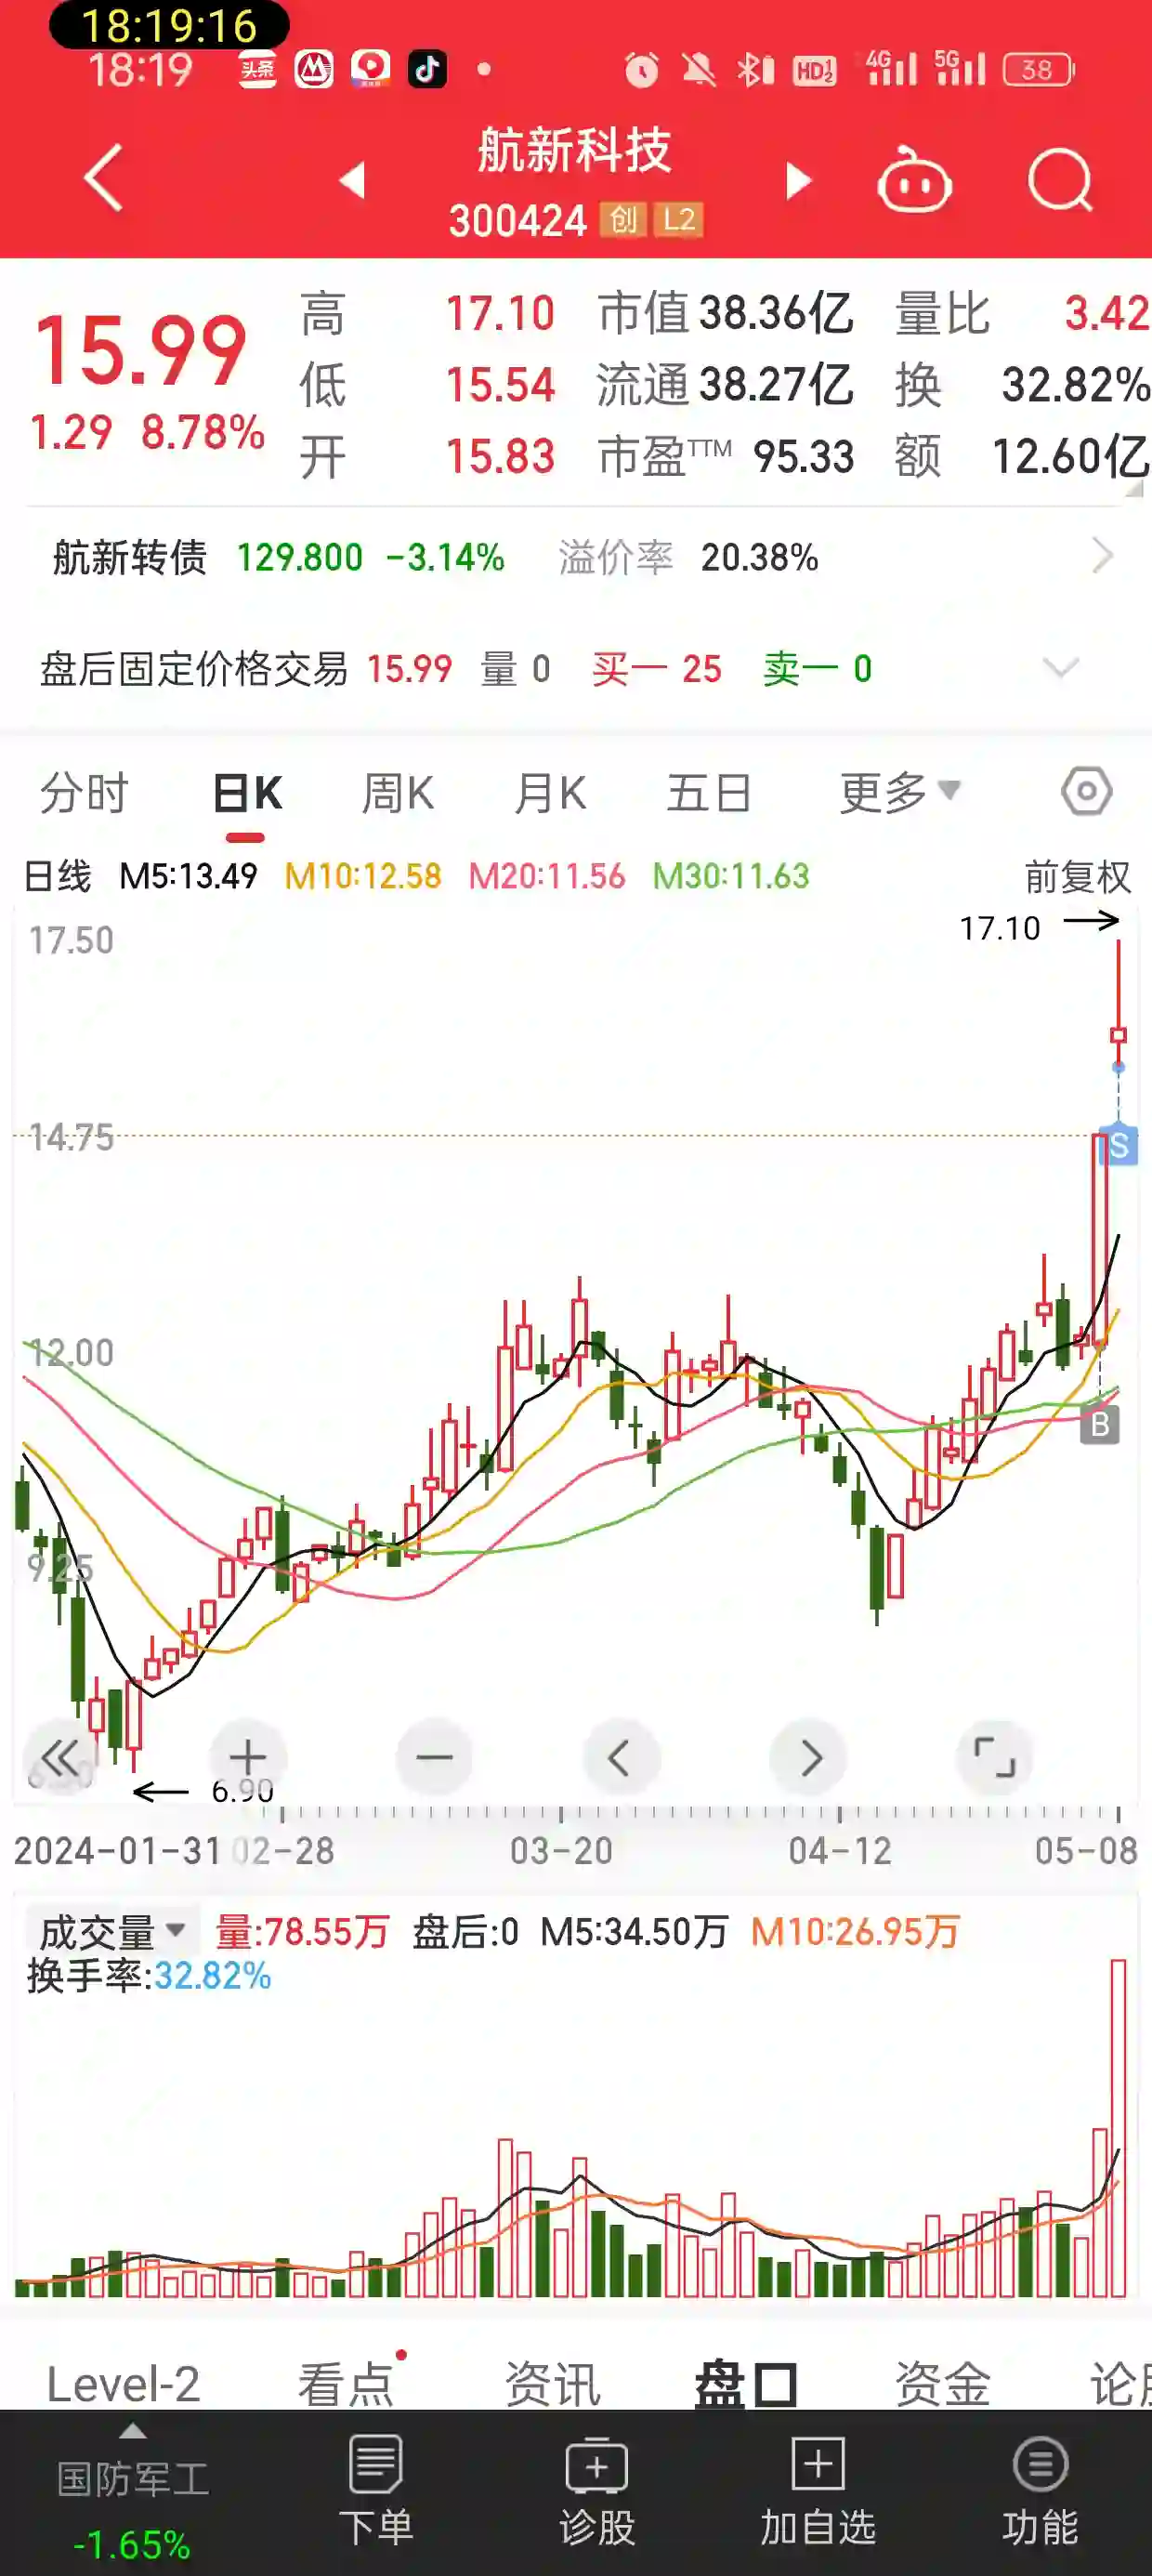 18:19:16
18:19 头条 HD 1 2 4G 5G 38
航新科技
300424 创 L2
15.99
1.29 8.78%
高 17.10 市值 38.36亿 量比 3.42
低 15.54 流通 38.27亿 换 32.82%
开 15.83 市盈TTM 95.33 额 12.60亿
航新转债 129.800 -3.14% 溢价率 20.38%
盘后固定价格交易 15.99 量 0 买一 25 卖一 0
分时 日K 周K 月K 五日 更多
日线 M5:13.49 M10:12.58 M20:11.56 M30:11.63 前复权
17.10
17.50
14.75
S
12.00
B
9.25
6.90
2024-01-31 02-28 03-20 04-12 05-08
成交量 量:78.55万 盘后:0 M5:34.50万 M10:26.95万
换手率:32.82%
Level-2 看点 资讯 盘口 资金 论
国防军工 下单 诊股 加自选 功能
-1.65%